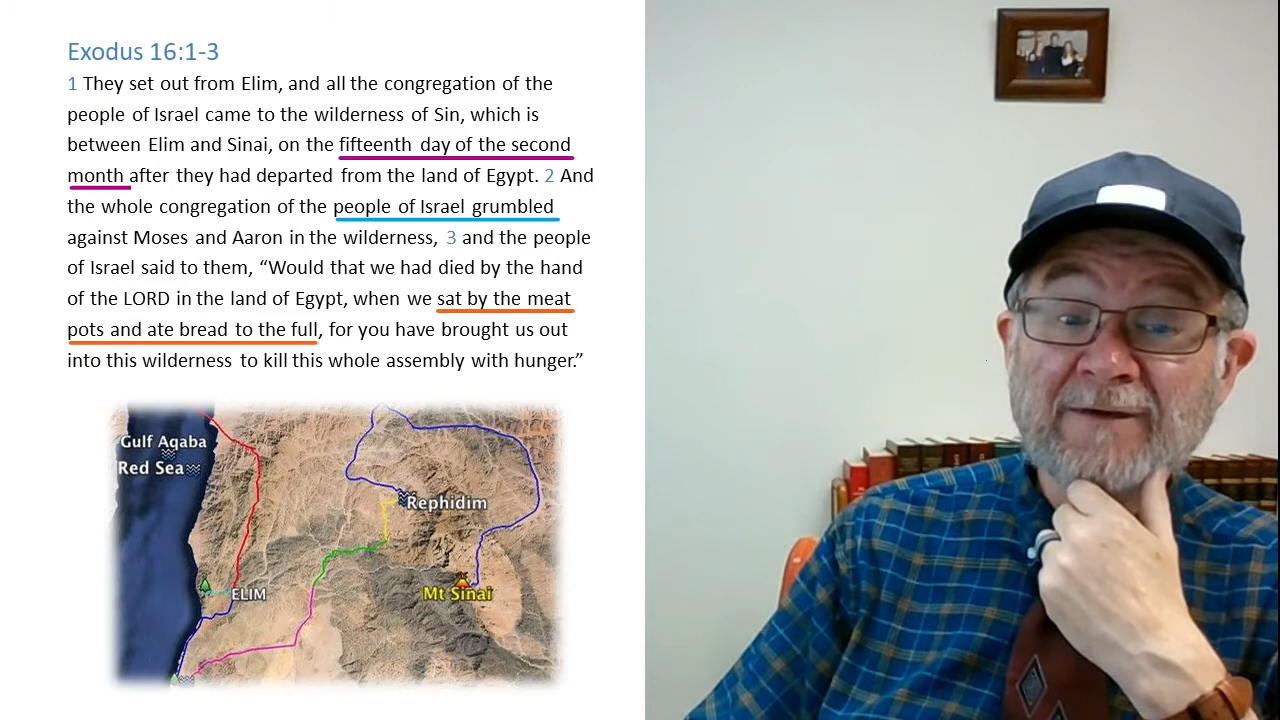 Exodus 16:1-3
1 They set out from Elim, and all the congregation of the
people of Israel came to the wilderness of Sin, which is
between Elim and Sinai, on the fifteenth day of the second
month after they had departed from the land of Egypt. 2 And
the whole congregation of the people of Israel grumbled
against Moses and Aaron in the wilderness, 3 and the people
of Israel said to them, “Would that we had died by the hand
of the LORD in the land of Egypt, when we sat by the meat
pots and ate bread to the full, for you have brought us out
into this wilderness to kill this whole assembly with hunger.”
Gulf Aqaba
Red Sea
Rephidim
ELIM
Mt Sinai